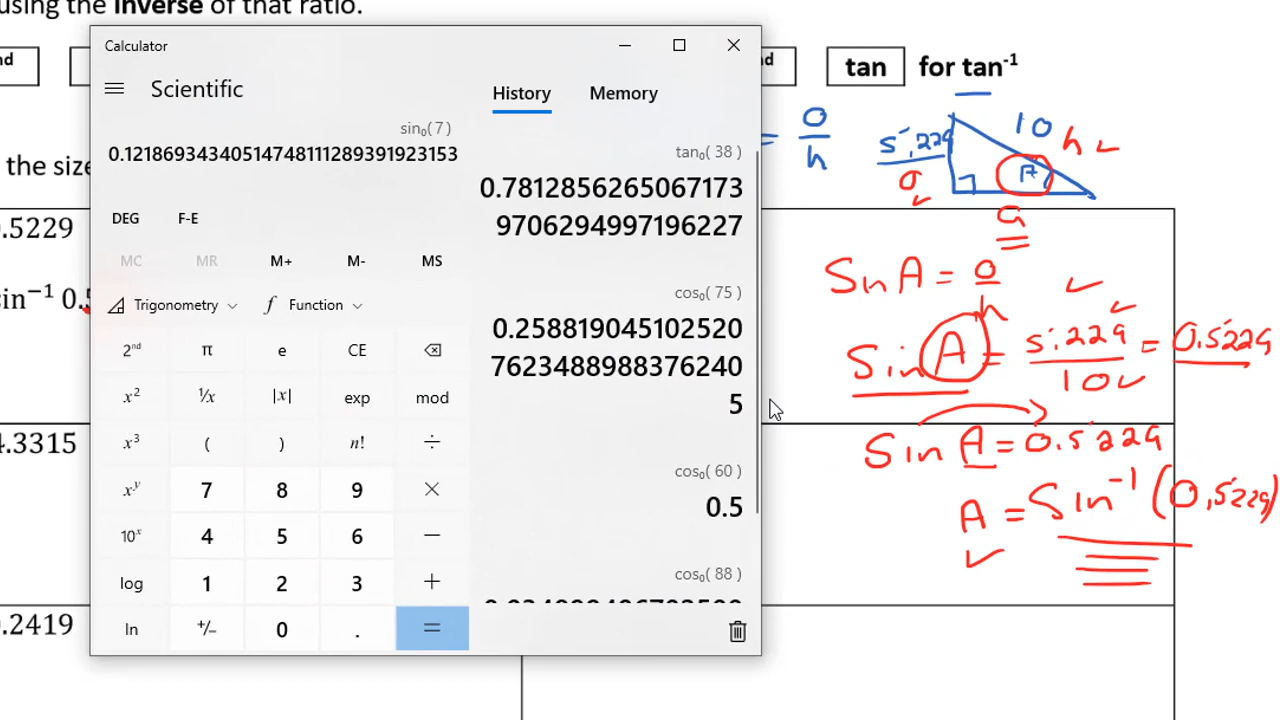 using the inverse of that ratio.
nd
nd
tan for tan-1
= o/h
5.229
10
h
o
A
a
the size
.5229
in−1 0.5
4.3315
.2419
Calculator
Scientific
sin₀( 7 )
0.12186934340514748111289391923153
DEG F-E
MC MR M+ M- MS
Trigonometry f Function
2ⁿᵈ π e CE
x² ¹/x |x| exp mod
x³ ( ) n! ÷
xʸ 7 8 9 ×
10ˣ 4 5 6 −
log 1 2 3 +
ln +/− 0 . =
History Memory
tan₀( 38 )
0.7812856265067173
9706294997196227
cos₀( 75 )
0.258819045102520
7623488988376240
5
cos₀( 60 )
0.5
cos₀( 88 )
Sin A = o/h
Sin A = 5.229/10 = 0.5229
Sin A = 0.5229
A = Sin-1 (0.5229)